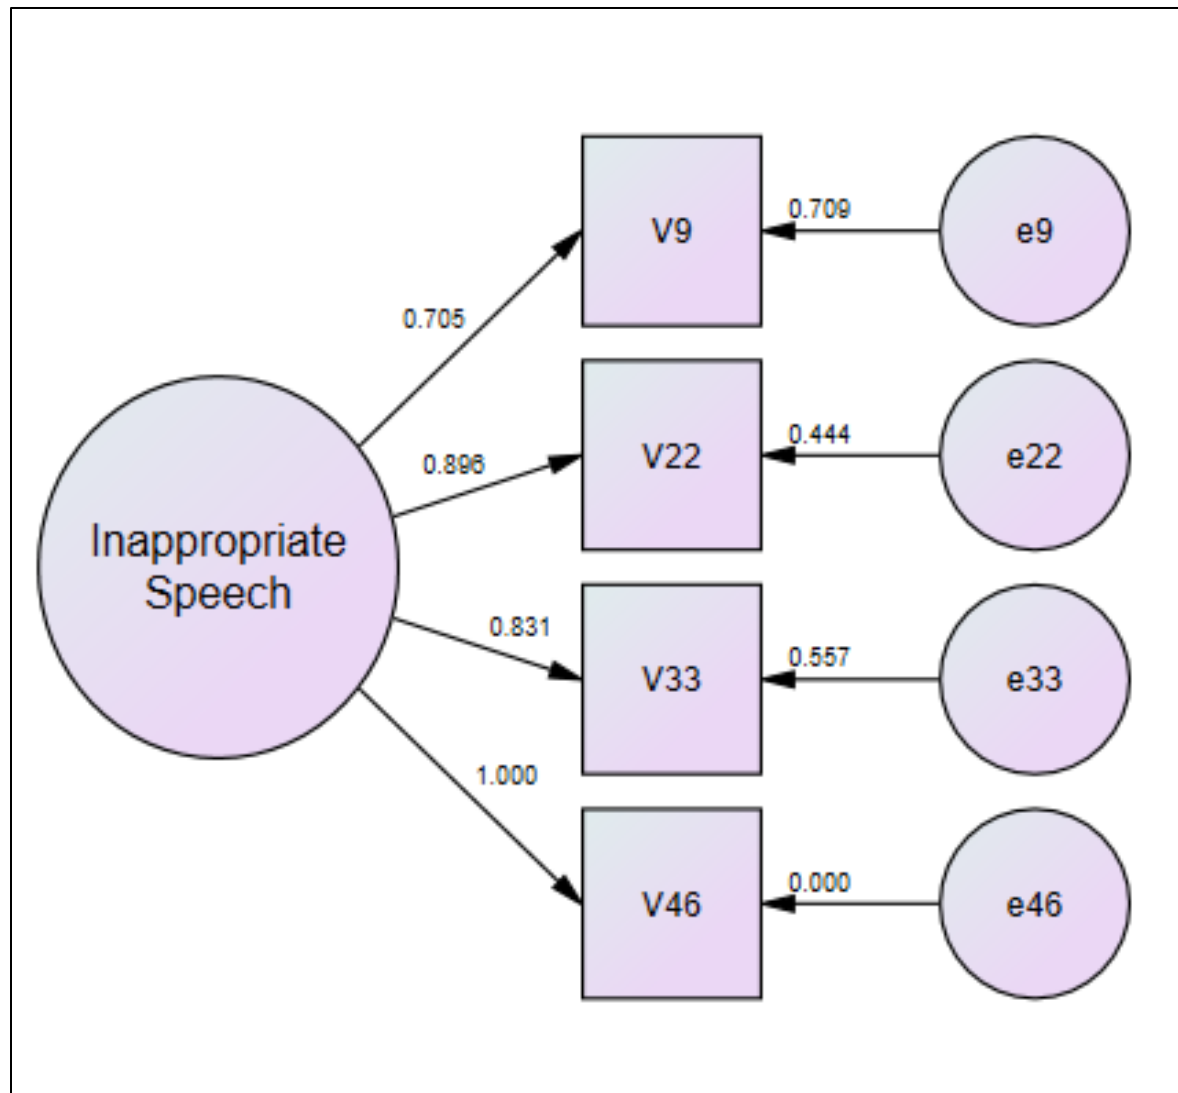 V9
0.709
e9
0.705
V22
0.444
e22
0.896
Inappropriate
Speech
0.831
V33
0.557
e33
1.000
V46
0.000
e46